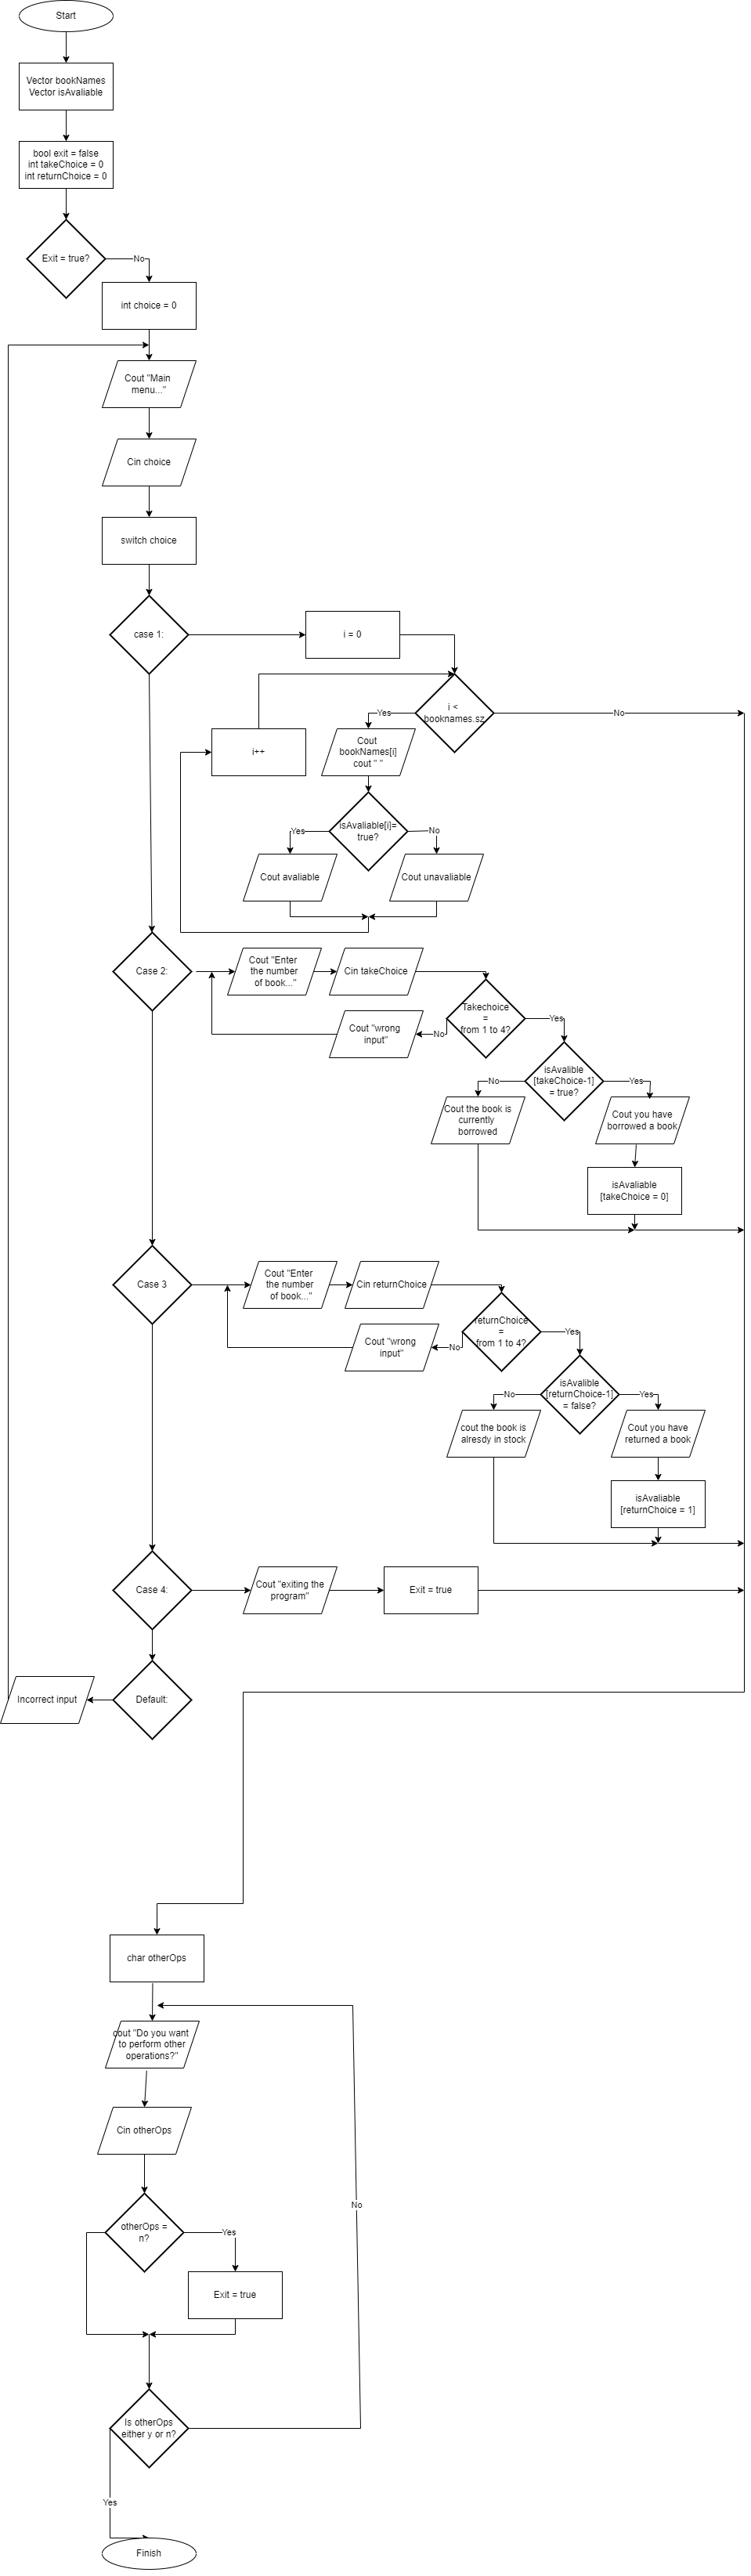 Start
Vector bookNames
Vector isAvaliable
bool exit = false
int takeChoice = 0
int returnChoice = 0
Exit = true?
No
int choice = 0
Cout "Main
menu..."
Cin choice
switch choice
case 1:
i = 0
i <
booknames.sz
No
Yes
Cout
bookNames[i]
cout " "
i++
isAvaliable[i]=
true?
Yes
No
Cout avaliable
Cout unavaliable
Case 2:
Cout "Enter
the number
of book..."
Cin takeChoice
Takechoice
=
from 1 to 4?
Yes
No
Cout "wrong
input"
isAvalible
[takeChoice-1]
= true?
No
Yes
Cout the book is
currently
borrowed
Cout you have
borrowed a book
isAvaliable
[takeChoice = 0]
Case 3
Cout "Enter
the number
of book..."
Cin returnChoice
returnChoice
=
from 1 to 4?
Yes
No
Cout "wrong
input"
isAvalible
[returnChoice-1]
= false?
No
Yes
cout the book is
alresdy in stock
Cout you have
returned a book
isAvaliable
[returnChoice = 1]
Case 4:
Cout "exiting the
program"
Exit = true
Default:
Incorrect input
char otherOps
cout "Do you want
to perform other
operations?"
Cin otherOps
No
otherOps =
n?
Yes
Exit = true
Is otherOps
either y or n?
Yes
Finish